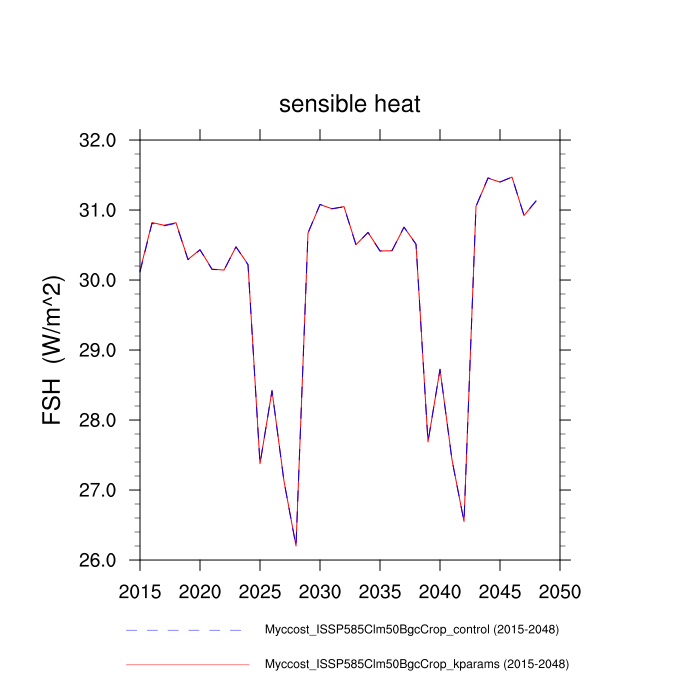 sensible heat
32.0
31.0
30.0
29.0
28.0
27.0
26.0
FSH (W/m^2)
2015 2020 2025 2030 2035 2040 2045 2050
Myccost_ISSP585Clm50BgcCrop_control (2015-2048)
Myccost_ISSP585Clm50BgcCrop_kparams (2015-2048)